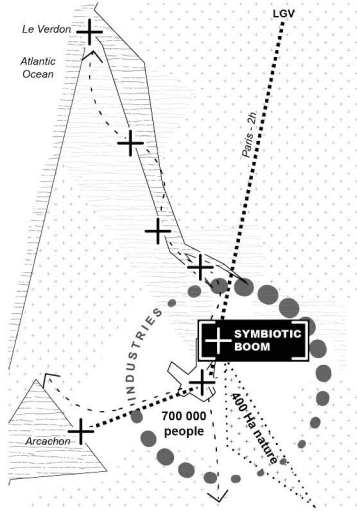 LGV
Le Verdon
Atlantic
Ocean
Paris - 2h
INDUSTRIES
SYMBIOTIC
BOOM
700 000
people
400 Ha nature
Arcachon